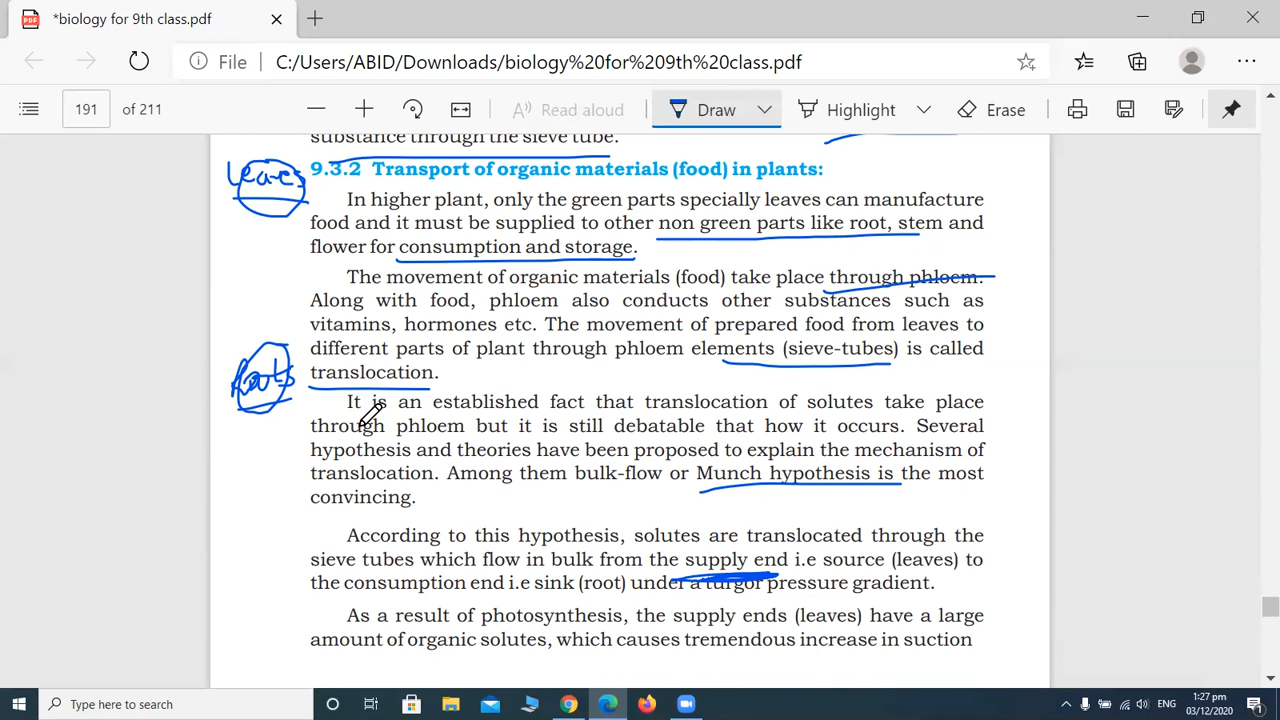 *biology for 9th class.pdf
File
C:/Users/ABID/Downloads/biology%20for%209th%20class.pdf
191 of 211
Read aloud
Draw
Highlight
Erase
substance through the sieve tube.
9.3.2 Transport of organic materials (food) in plants:
leaves
In higher plant, only the green parts specially leaves can manufacture
food and it must be supplied to other non green parts like root, stem and
flower for consumption and storage.
The movement of organic materials (food) take place through phloem.
Along with food, phloem also conducts other substances such as
vitamins, hormones etc. The movement of prepared food from leaves to
different parts of plant through phloem elements (sieve-tubes) is called
Roots
translocation.
It is an established fact that translocation of solutes take place
through phloem but it is still debatable that how it occurs. Several
hypothesis and theories have been proposed to explain the mechanism of
translocation. Among them bulk-flow or Munch hypothesis is the most
convincing.
According to this hypothesis, solutes are translocated through the
sieve tubes which flow in bulk from the supply end i.e source (leaves) to
the consumption end i.e sink (root) under a turgor pressure gradient.
As a result of photosynthesis, the supply ends (leaves) have a large
amount of organic solutes, which causes tremendous increase in suction
Type here to search
ENG
1:27 pm
03/12/2020